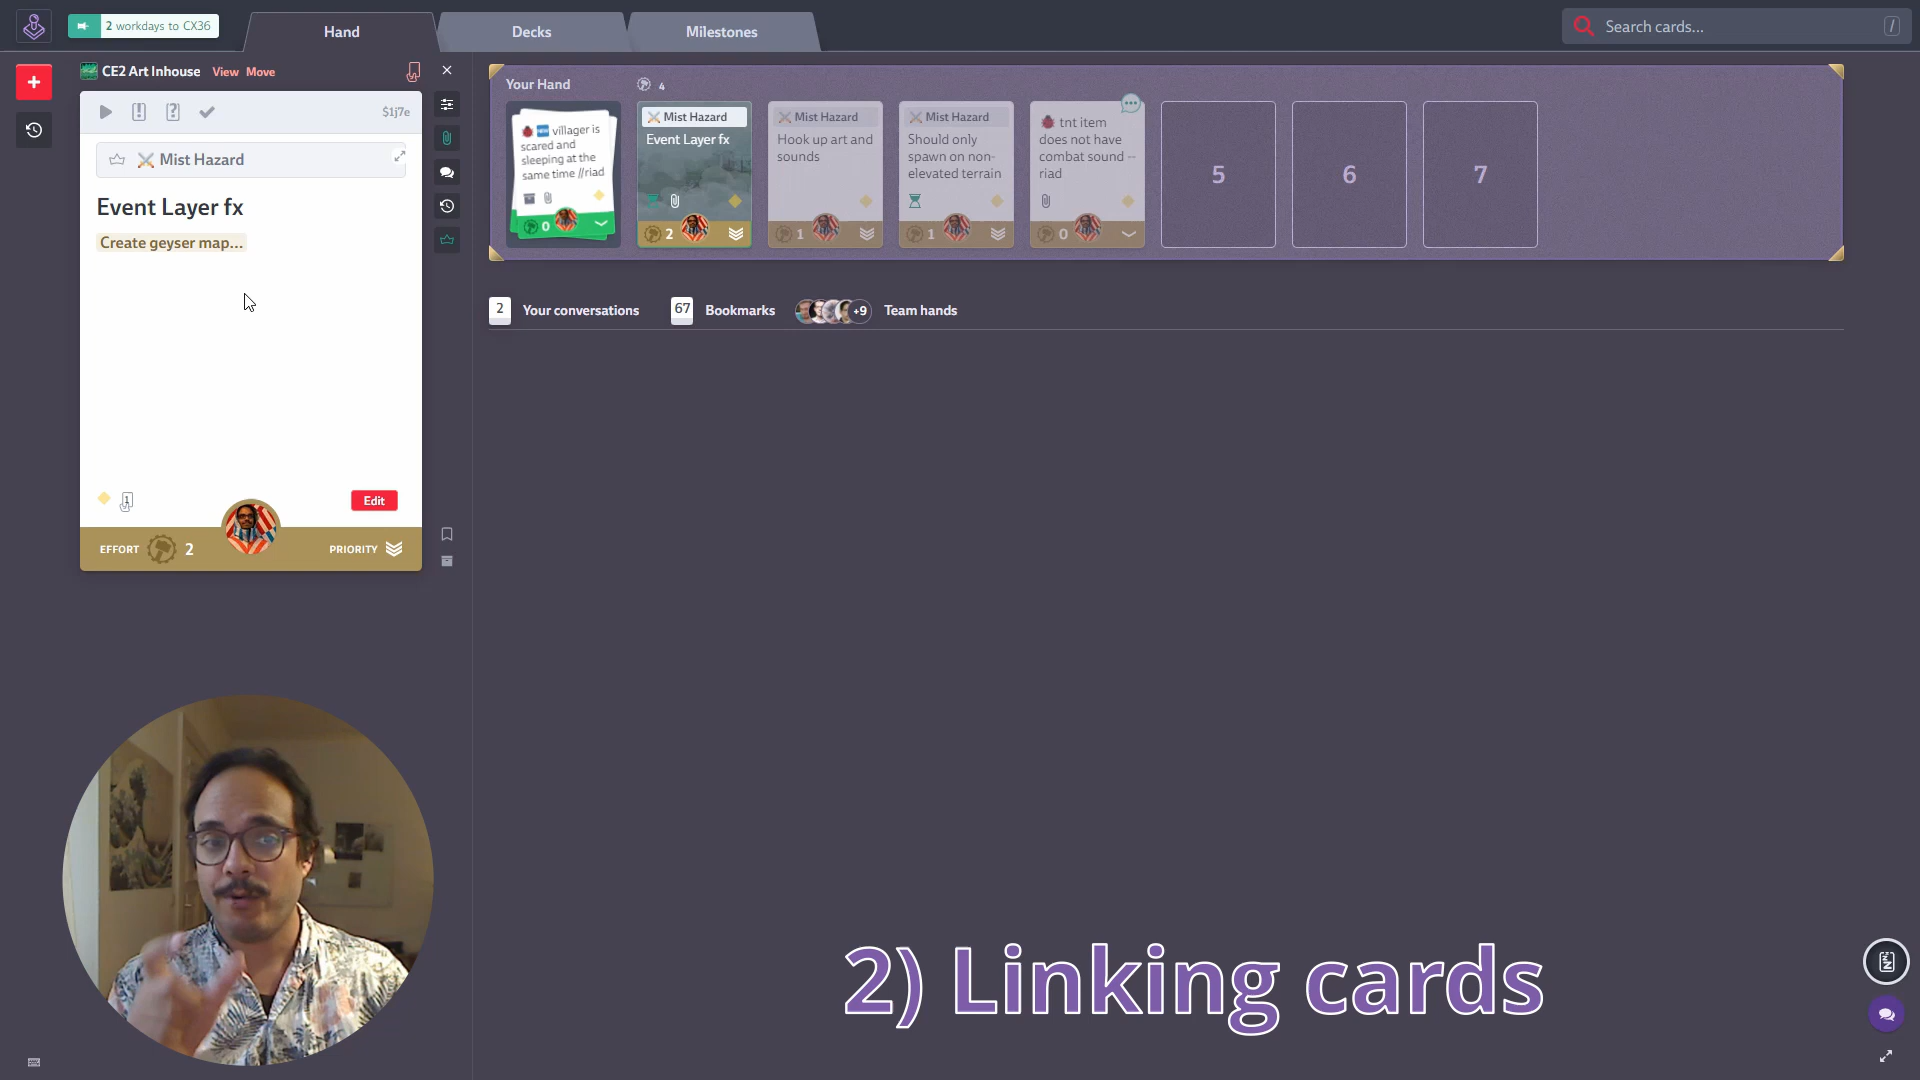 2 workdays to CX36
Hand
Decks
Milestones
Search cards...
/
CE2 Art Inhouse
View
Move
$1j7e
Mist Hazard
Event Layer fx
Create geyser map...
1
Edit
EFFORT
2
PRIORITY
Your Hand
4
villager is
scared and
sleeping at the
same time //riad
0
Mist Hazard
Event Layer fx
2
Mist Hazard
Hook up art and
sounds
1
Mist Hazard
Should only
spawn on non-
elevated terrain
1
tnt item
does not have
combat sound --
riad
0
5
6
7
2
Your conversations
67
Bookmarks
+9
Team hands
2) Linking cards